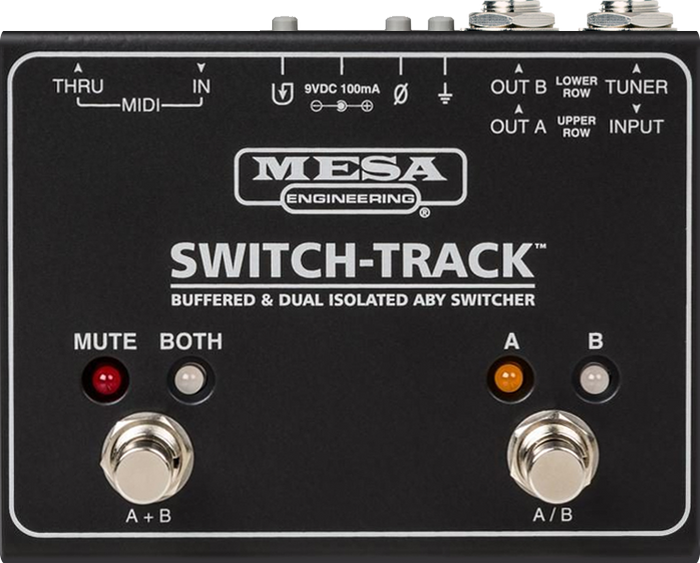 THRU
MIDI
IN
9VDC 100mA
OUT B
LOWER
ROW
TUNER
OUT A
UPPER
ROW
INPUT
MESA
ENGINEERING®
SWITCH-TRACK™
BUFFERED & DUAL ISOLATED ABY SWITCHER
MUTE BOTH
A B
A + B
A / B